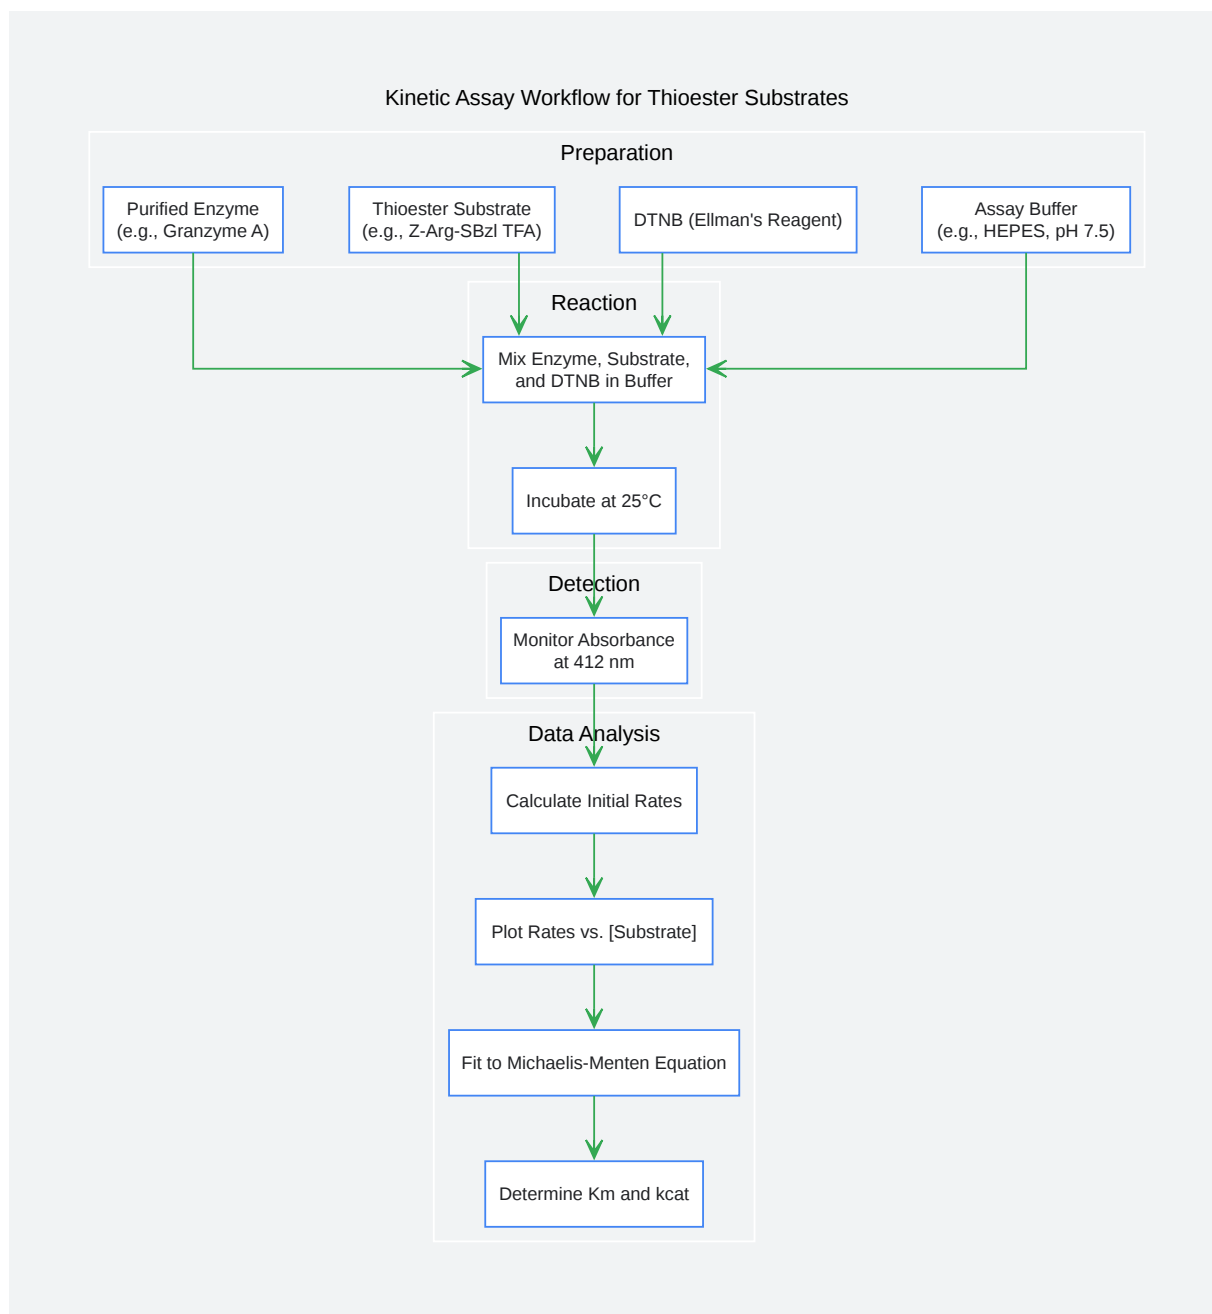 Kinetic Assay Workflow for Thioester Substrates
Preparation
Purified Enzyme
(e.g., Granzyme A)
Thioester Substrate
(e.g., Z-Arg-SBzl TFA)
DTNB (Ellman's Reagent)
Assay Buffer
(e.g., HEPES, pH 7.5)
Reaction
Mix Enzyme, Substrate,
and DTNB in Buffer
Incubate at 25°C
Detection
Monitor Absorbance
at 412 nm
Data Analysis
Calculate Initial Rates
Plot Rates vs. [Substrate]
Fit to Michaelis-Menten Equation
Determine Km and kcat